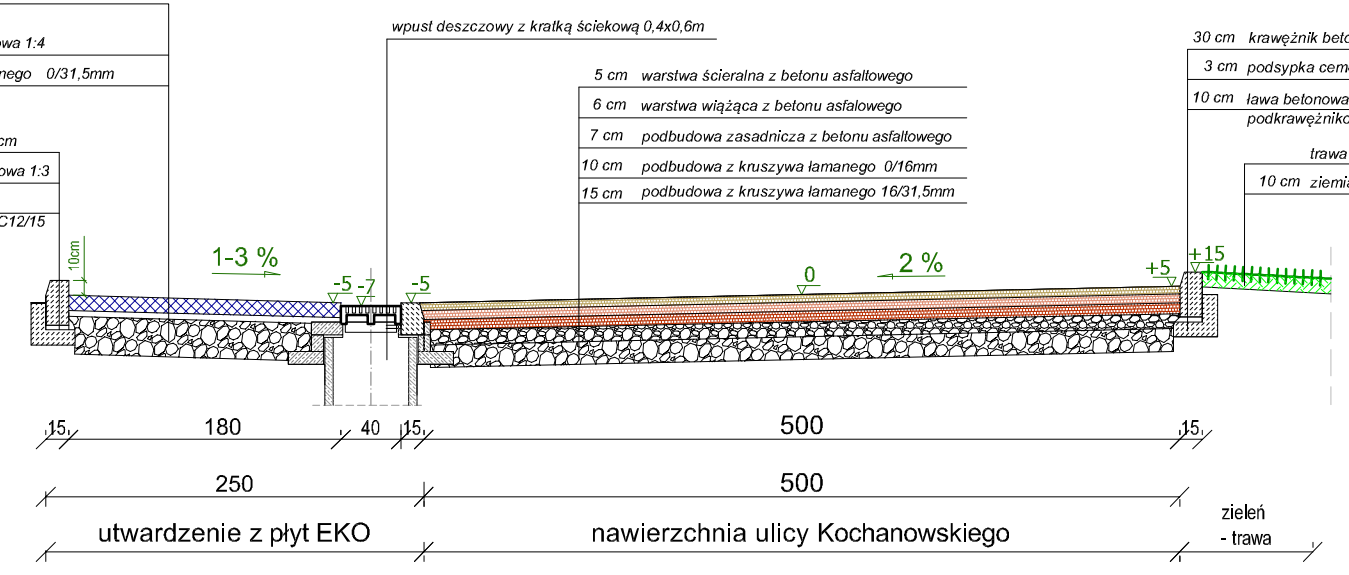 owa 1:4
nego 0/31,5mm
cm
owa 1:3
C12/15
wpust deszczowy z kratką ściekową 0,4x0,6m
5 cm warstwa ścieralna z betonu asfaltowego
6 cm warstwa wiążąca z betonu asfalowego
7 cm podbudowa zasadnicza z betonu asfaltowego
10 cm podbudowa z kruszywa łamanego 0/16mm
15 cm podbudowa z kruszywa łamanego 16/31,5mm
30 cm krawężnik beto
3 cm podsypka ceme
10 cm ława betonowa
podkrawężniko
trawa
10 cm ziemia
10cm
1-3 %
-5
-7
-5
0
2 %
+5
+15
15 180 40 15 500 15
250 500
utwardzenie z płyt EKO
nawierzchnia ulicy Kochanowskiego
zieleń
- trawa